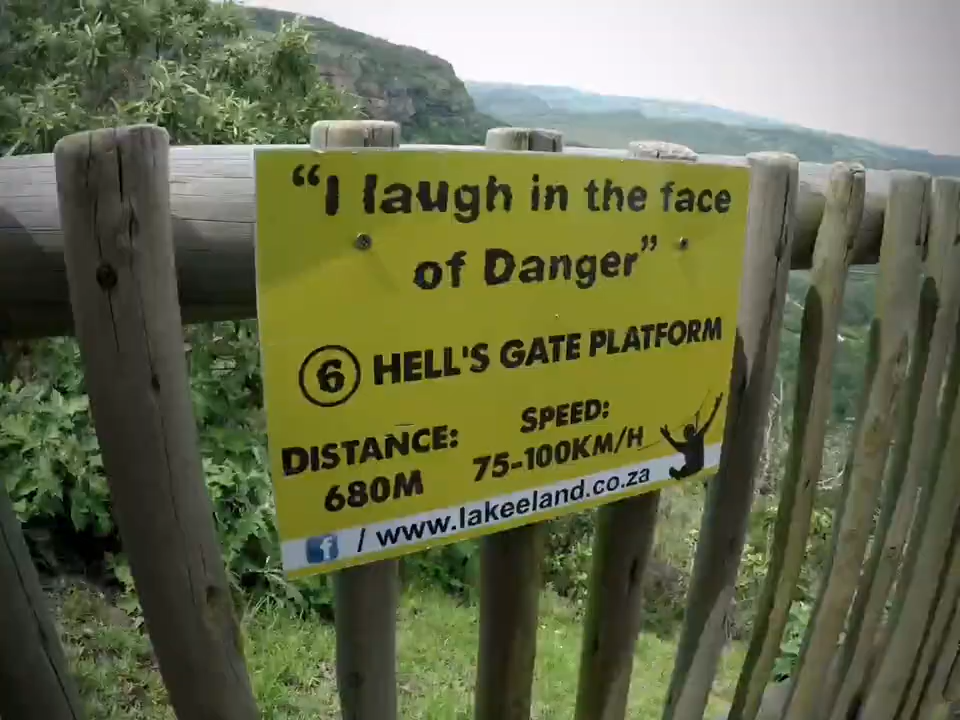 “I laugh in the face
of Danger”
6 HELL'S GATE PLATFORM
DISTANCE:
680M
SPEED:
75-100KM/H
f / www.lakeeland.co.za